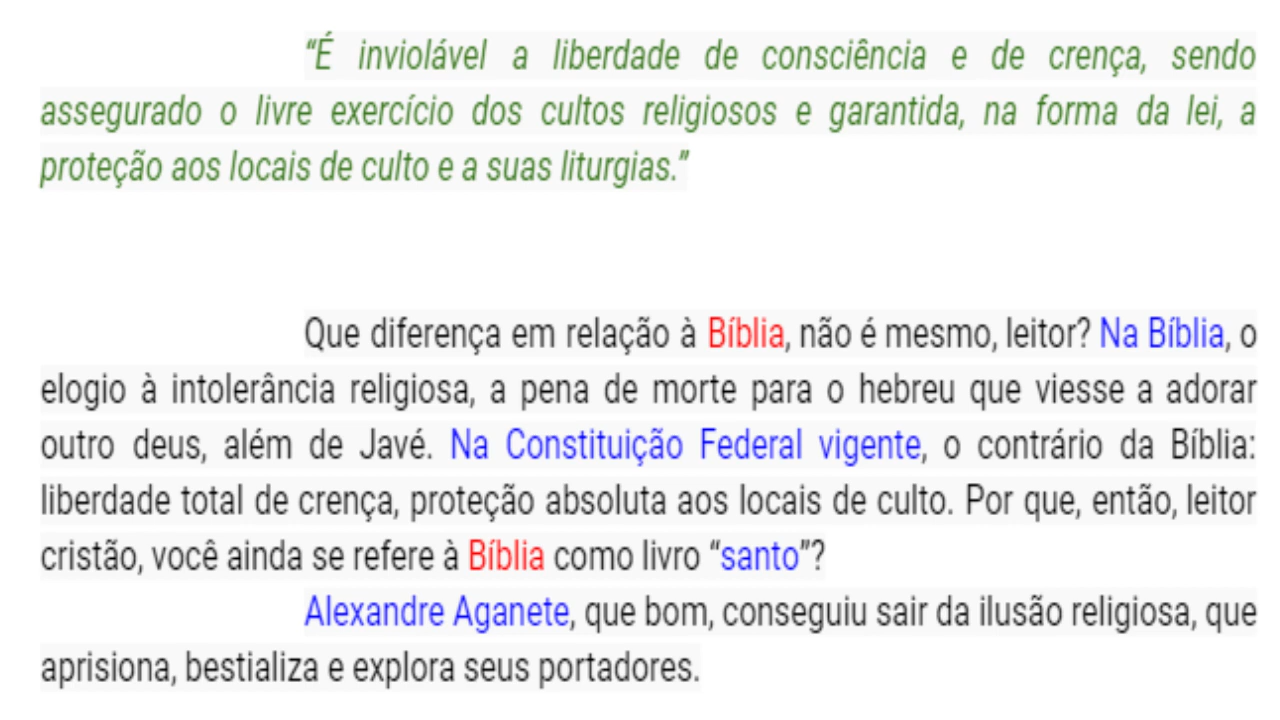 “É inviolável a liberdade de consciência e de crença, sendo
assegurado o livre exercício dos cultos religiosos e garantida, na forma da lei, a
proteção aos locais de culto e a suas liturgias.”
Que diferença em relação à Bíblia, não é mesmo, leitor? Na Bíblia, o
elogio à intolerância religiosa, a pena de morte para o hebreu que viesse a adorar
outro deus, além de Javé. Na Constituição Federal vigente, o contrário da Bíblia:
liberdade total de crença, proteção absoluta aos locais de culto. Por que, então, leitor
cristão, você ainda se refere à Bíblia como livro “santo”?
Alexandre Aganete, que bom, conseguiu sair da ilusão religiosa, que
aprisiona, bestializa e explora seus portadores.